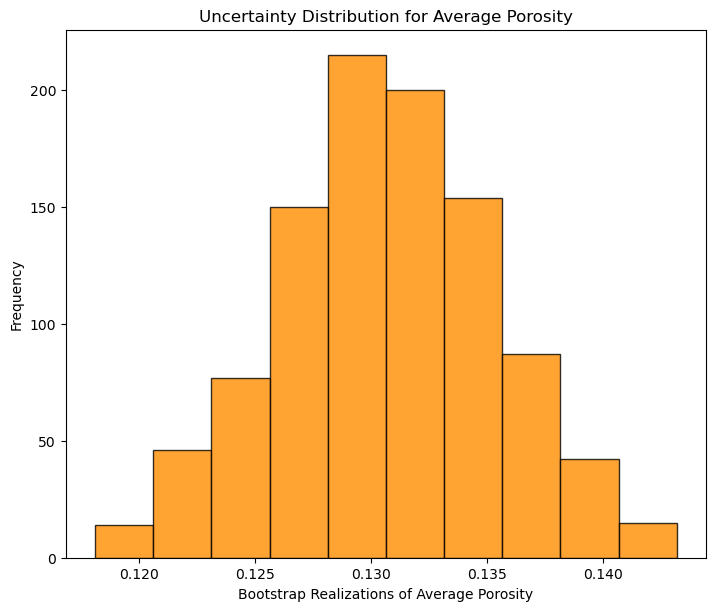 Uncertainty Distribution for Average Porosity
Frequency
200
150
100
50
0
0.120 0.125 0.130 0.135 0.140
Bootstrap Realizations of Average Porosity